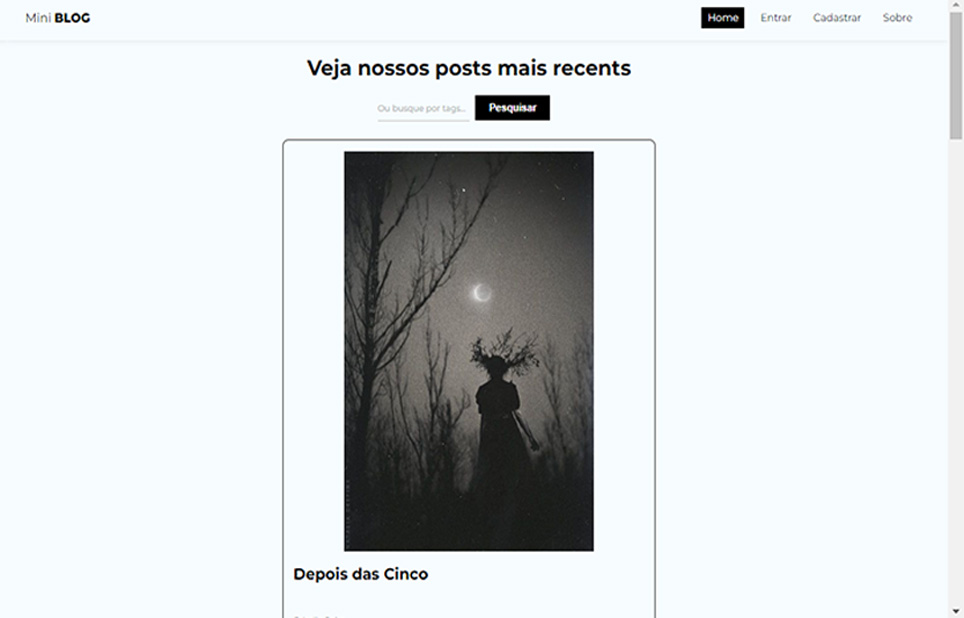 Mini BLOG
Home
Entrar
Cadastrar
Sobre
Veja nossos posts mais recents
Ou busque por tags...
Pesquisar
Depois das Cinco